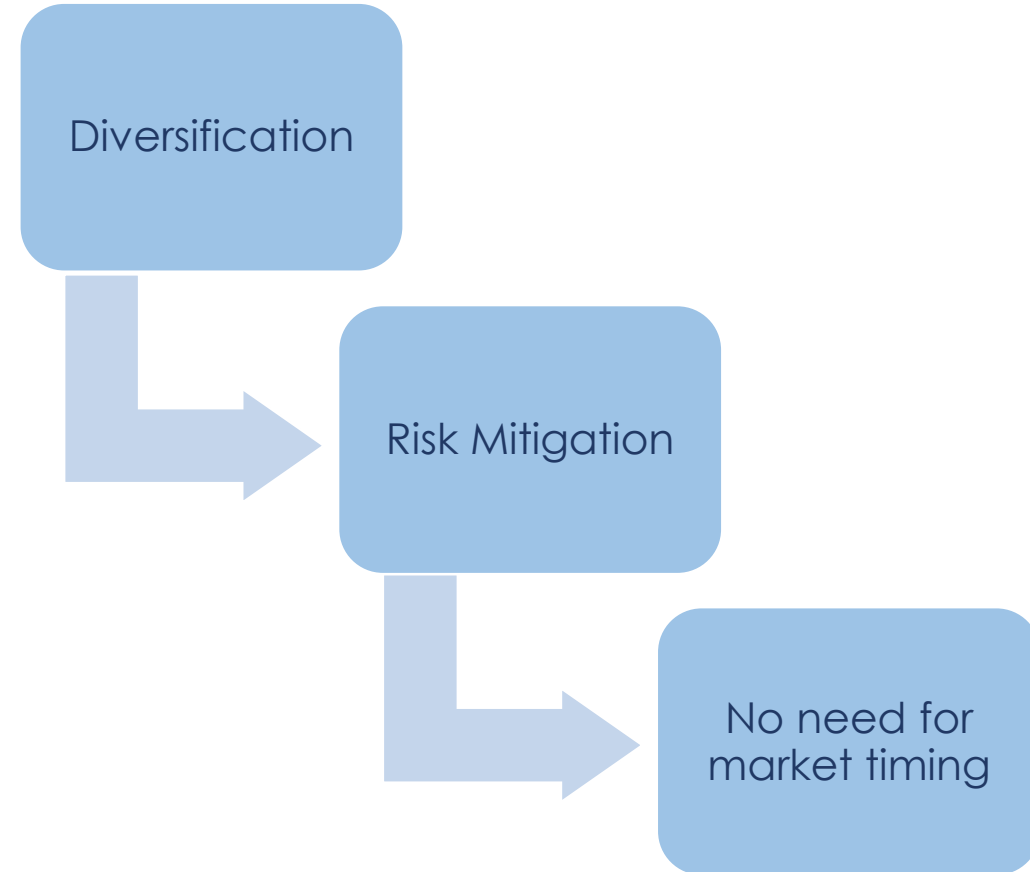 Diversification
Risk Mitigation
No need for
market timing